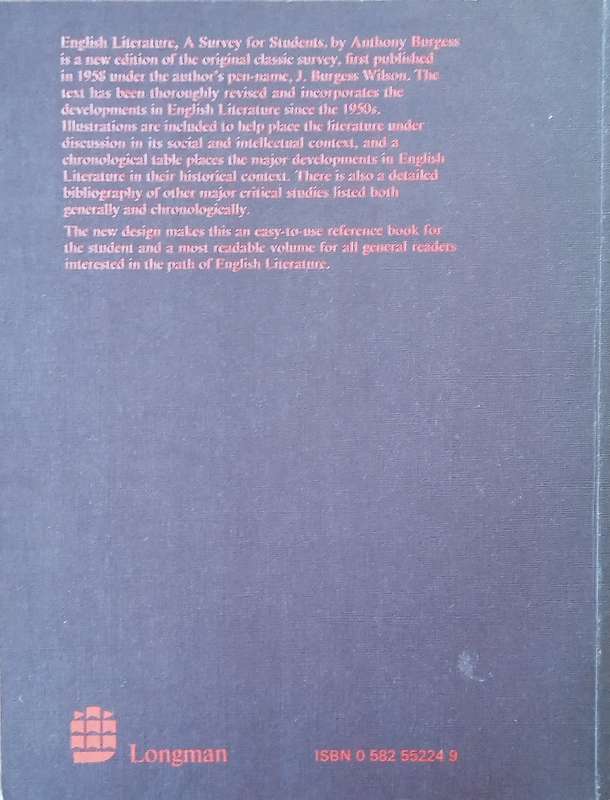 English Literature, A Survey for Students, by Anthony Burgess
is a new edition of the original classic survey, first published
in 1958 under the author's pen-name, J. Burgess Wilson. The
text has been thoroughly revised and incorporates the
developments in English Literature since the 1950s.
Illustrations are included to help place the literature under
discussion in its social and intellectual context, and a
chronological table places the major developments in English
Literature in their historical context. There is also a detailed
bibliography of other major critical studies listed both
generally and chronologically.
The new design makes this an easy-to-use reference book for
the student and a most readable volume for all general readers
interested in the path of English Literature.
Longman
ISBN 0 582 55224 9